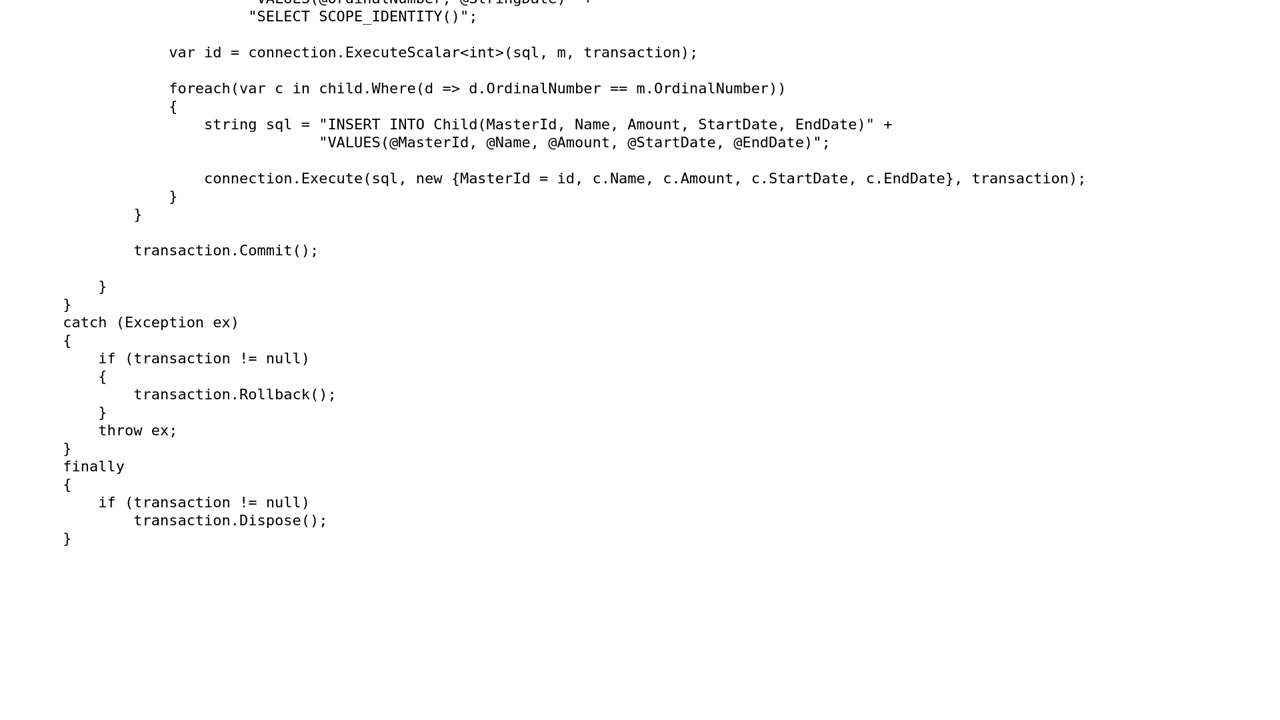 "VALUES(@OrdinalNumber, @StringDate)" +
"SELECT SCOPE_IDENTITY()";
var id = connection.ExecuteScalar<int>(sql, m, transaction);
foreach(var c in child.Where(d => d.OrdinalNumber == m.OrdinalNumber))
{
string sql = "INSERT INTO Child(MasterId, Name, Amount, StartDate, EndDate)" +
"VALUES(@MasterId, @Name, @Amount, @StartDate, @EndDate)";
connection.Execute(sql, new {MasterId = id, c.Name, c.Amount, c.StartDate, c.EndDate}, transaction);
}
}
transaction.Commit();
}
}
catch (Exception ex)
{
if (transaction != null)
{
transaction.Rollback();
}
throw ex;
}
finally
{
if (transaction != null)
transaction.Dispose();
}